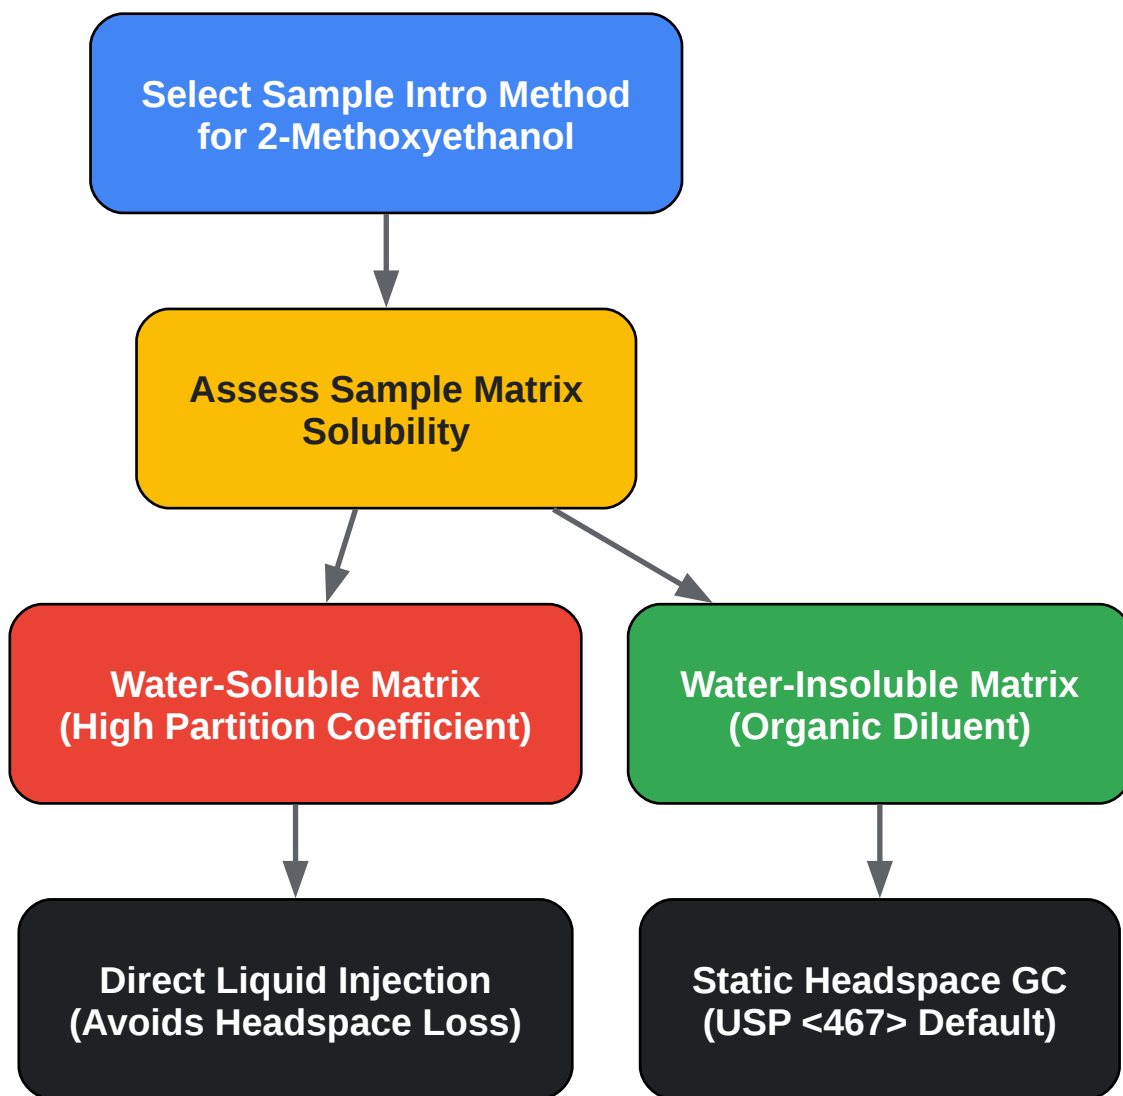 Select Sample Intro Method
for 2-Methoxyethanol
Assess Sample Matrix
Solubility
Water-Soluble Matrix
(High Partition Coefficient)
Water-Insoluble Matrix
(Organic Diluent)
Direct Liquid Injection
(Avoids Headspace Loss)
Static Headspace GC
(USP <467> Default)